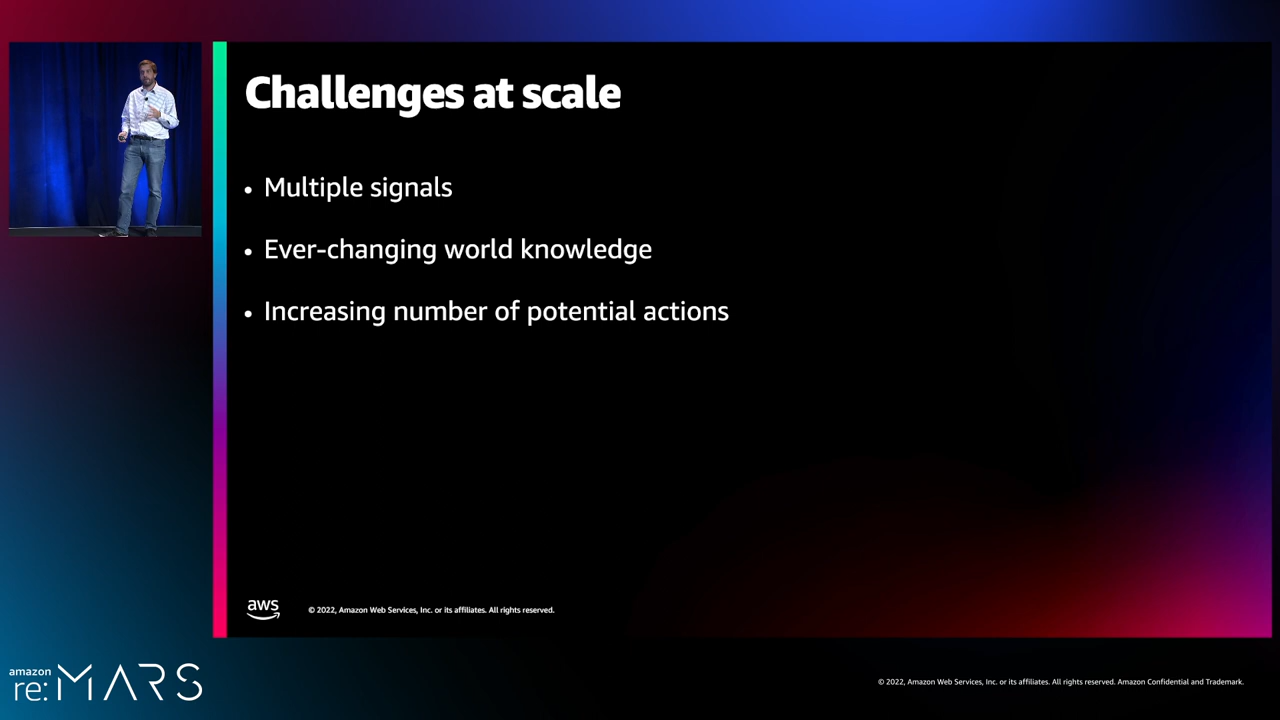 Challenges at scale
• Multiple signals
• Ever-changing world knowledge
• Increasing number of potential actions
aws
© 2022, Amazon Web Services, Inc. or its affiliates. All rights reserved.
amazon
re:MARS
© 2022, Amazon Web Services, Inc. or its affiliates. All rights reserved. Amazon Confidential and Trademark.